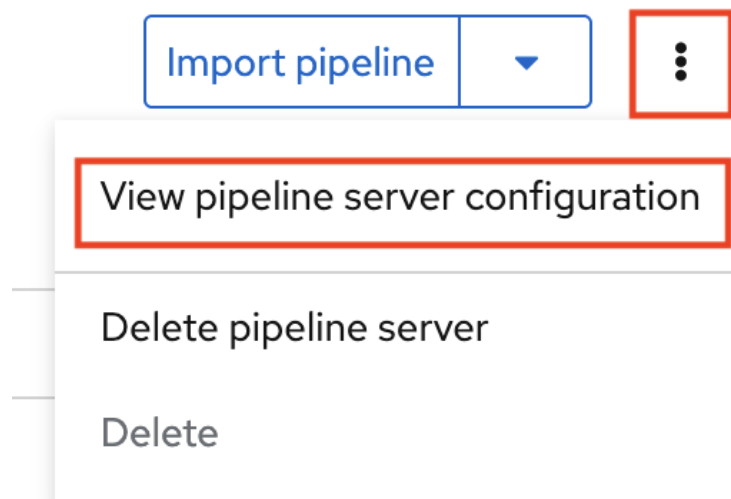 Import pipeline
View pipeline server configuration
Delete pipeline server
Delete